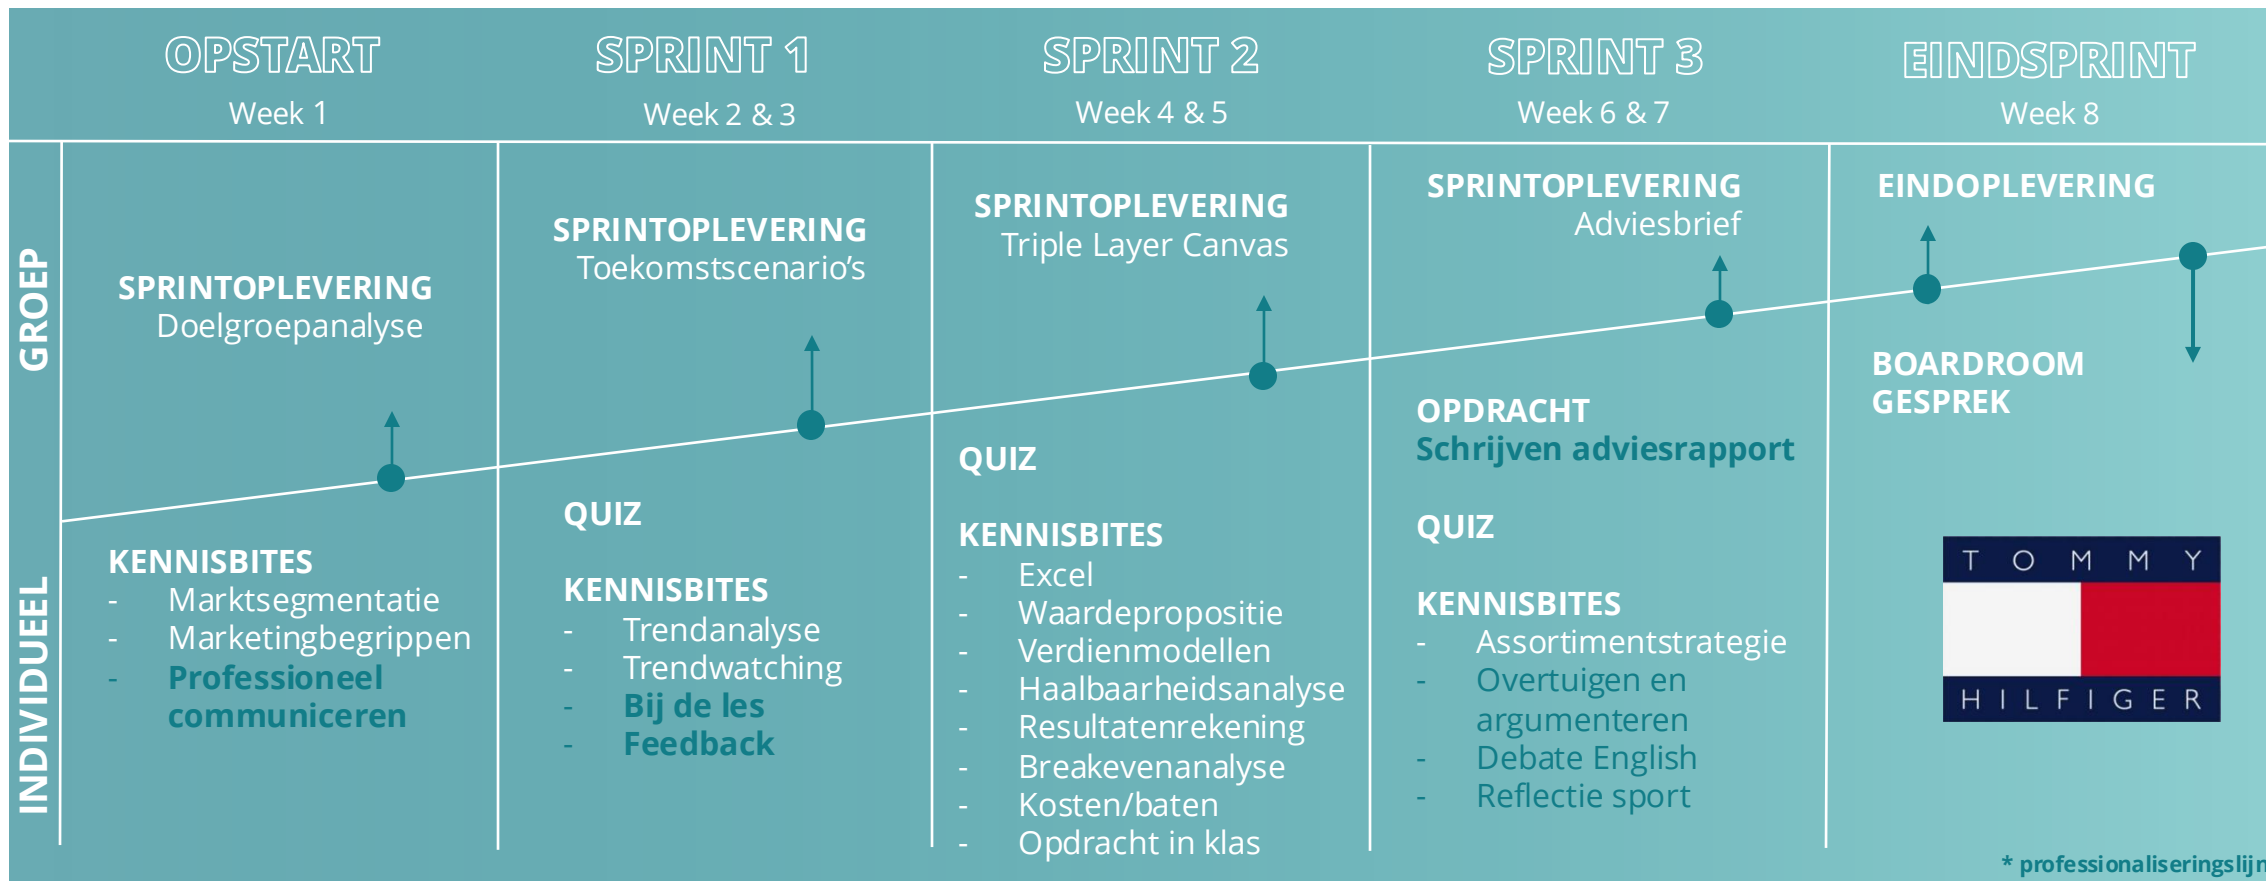 OPSTART
Week 1
SPRINT 1
Week 2 & 3
SPRINT 2
Week 4 & 5
SPRINT 3
Week 6 & 7
EINDSPRINT
Week 8
GROEP
INDIVIDUEEL
SPRINTOPLEVERING
Doelgroepanalyse
KENNISBITES
- Marktsegmentatie
- Marketingbegrippen
- Professioneel
communiceren
SPRINTOPLEVERING
Toekomstscenario’s
QUIZ
KENNISBITES
- Trendanalyse
- Trendwatching
- Bij de les
- Feedback
SPRINTOPLEVERING
Triple Layer Canvas
QUIZ
KENNISBITES
- Excel
- Waardepropositie
- Verdienmodellen
- Haalbaarheidsanalyse
- Resultatenrekening
- Breakevenanalyse
- Kosten/baten
- Opdracht in klas
SPRINTOPLEVERING
Adviesbrief
OPDRACHT
Schrijven adviesrapport
QUIZ
KENNISBITES
- Assortimentstrategie
- Overtuigen en
argumenteren
- Debate English
- Reflectie sport
EINDOPLEVERING
BOARDROOM
GESPREK
TOMMY
HILFIGER
* professionaliseringslijn